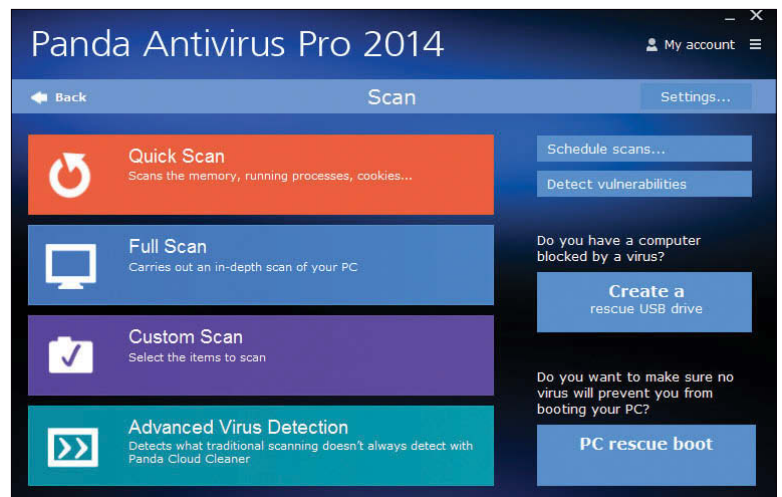 Panda Antivirus Pro 2014
My account
Back
Scan
Settings...
Quick Scan
Scans the memory, running processes, cookies...
Full Scan
Carries out an in-depth scan of your PC
Custom Scan
Select the items to scan
Advanced Virus Detection
Detects what traditional scanning doesn't always detect with
Panda Cloud Cleaner
Schedule scans...
Detect vulnerabilities
Do you have a computer
blocked by a virus?
Create a
rescue USB drive
Do you want to make sure no
virus will prevent you from
booting your PC?
PC rescue boot